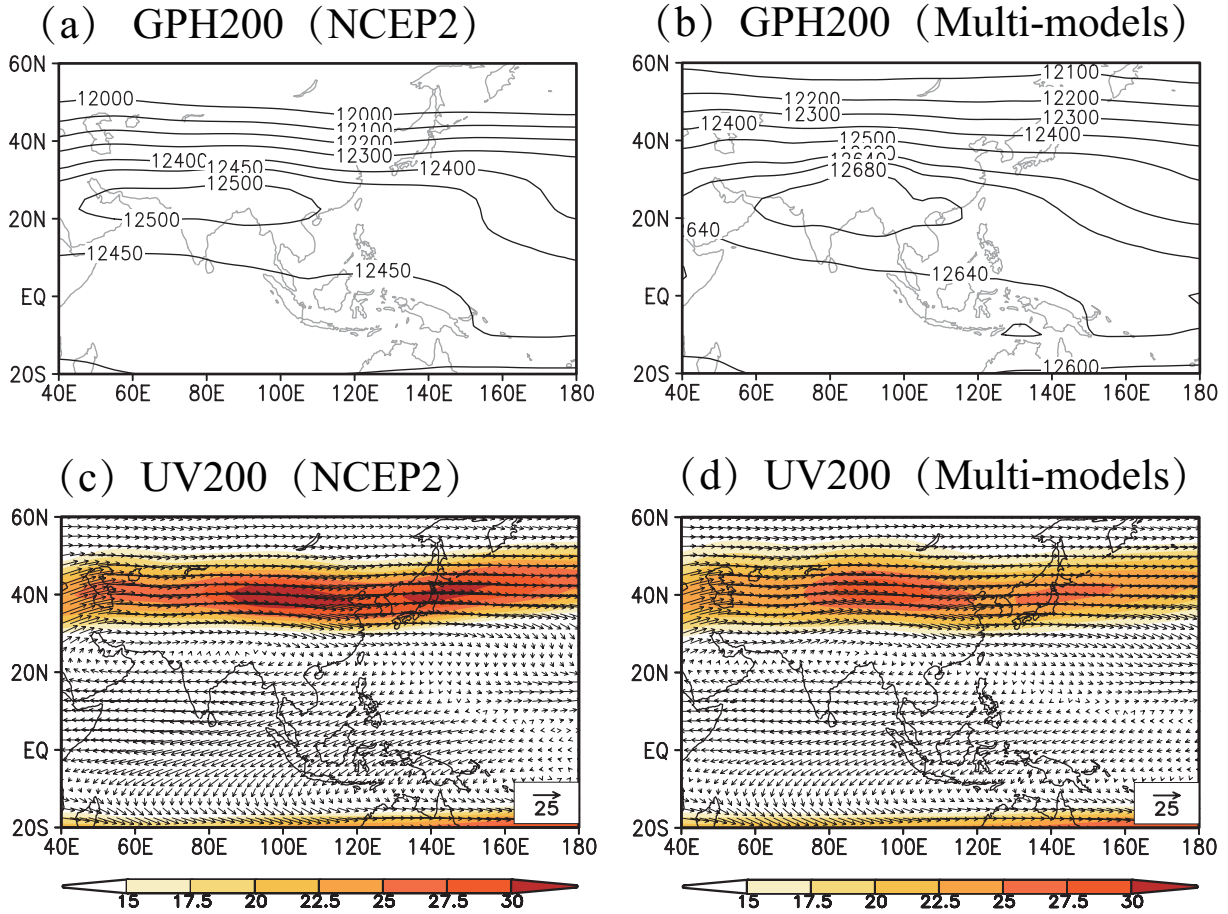 (a) GPH200 (NCEP2)
(b) GPH200 (Multi-models)
60N
40N
20N
EQ
20S
40E 60E 80E 100E 120E 140E 160E 180
12000
12000
12100
12200
12300
12400
12450
12400
12500
12500
12450
12450
60N
40N
20N
EQ
20S
40E 60E 80E 100E 120E 140E 160E 180
12100
12200
12200
12300
12300
12400
12400
12500
12640
12680
640
12640
12600
(c) UV200 (NCEP2)
(d) UV200 (Multi-models)
60N
40N
20N
EQ
20S
40E 60E 80E 100E 120E 140E 160E 180
25
15 17.5 20 22.5 25 27.5 30
60N
40N
20N
EQ
20S
40E 60E 80E 100E 120E 140E 160E 180
25
15 17.5 20 22.5 25 27.5 30